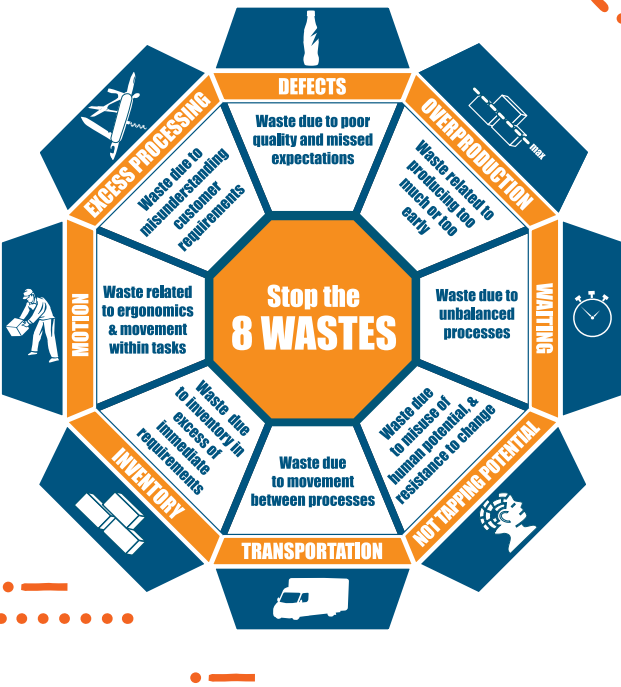 DEFECTS
Waste due to poor
quality and missed
expectations
OVERPRODUCTION
max
Waste related to
producing too
much or too
early
WAITING
Waste due to
unbalanced
processes
NOT TAPPING POTENTIAL
Waste due
to misuse of
human potential, &
resistance to change
TRANSPORTATION
Waste due
to movement
between processes
INVENTORY
Waste due
to inventory in
excess of
immediate
requirements
MOTION
Waste related
to ergonomics
& movement
within tasks
EXCESS PROCESSING
Waste due to
misunderstanding
customer
requirements
Stop the
8 WASTES